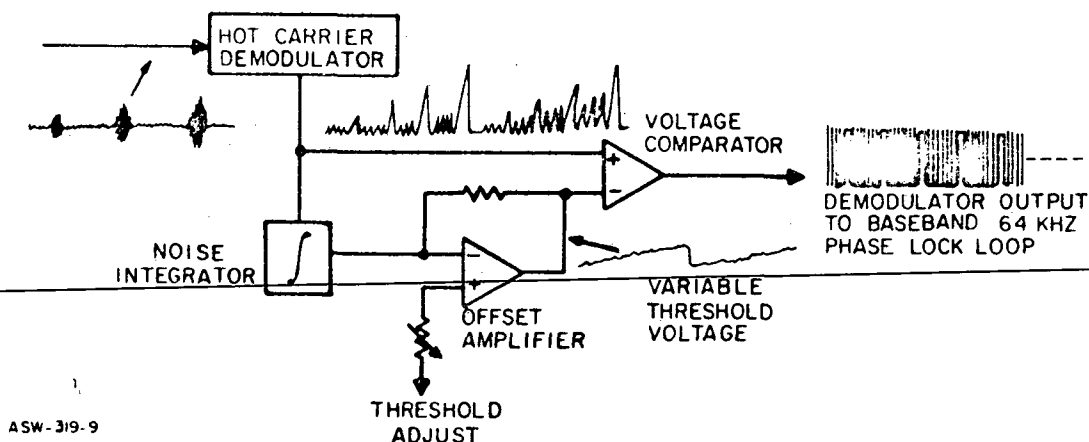 HOT CARRIER
DEMODULATOR
VOLTAGE
COMPARATOR
+
−
DEMODULATOR OUTPUT
TO BASEBAND 64 KHZ
PHASE LOCK LOOP
NOISE
INTEGRATOR
∫
−
+
OFFSET
AMPLIFIER
VARIABLE
THRESHOLD
VOLTAGE
THRESHOLD
ADJUST
ASW-319-9